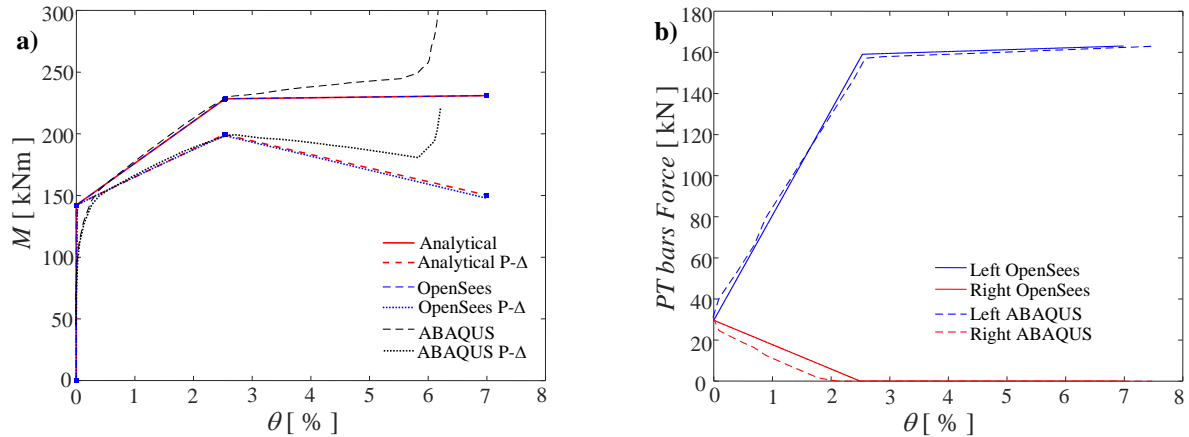 a)
300
250
200
150
100
50
0
M [ kNm ]
0 1 2 3 4 5 6 7 8
θ [ % ]
Analytical
Analytical P-Δ
OpenSees
OpenSees P-Δ
ABAQUS
ABAQUS P-Δ
b)
180
160
140
120
100
80
60
40
20
0
PT bars Force [ kN ]
0 1 2 3 4 5 6 7 8
θ [ % ]
Left OpenSees
Right OpenSees
Left ABAQUS
Right ABAQUS